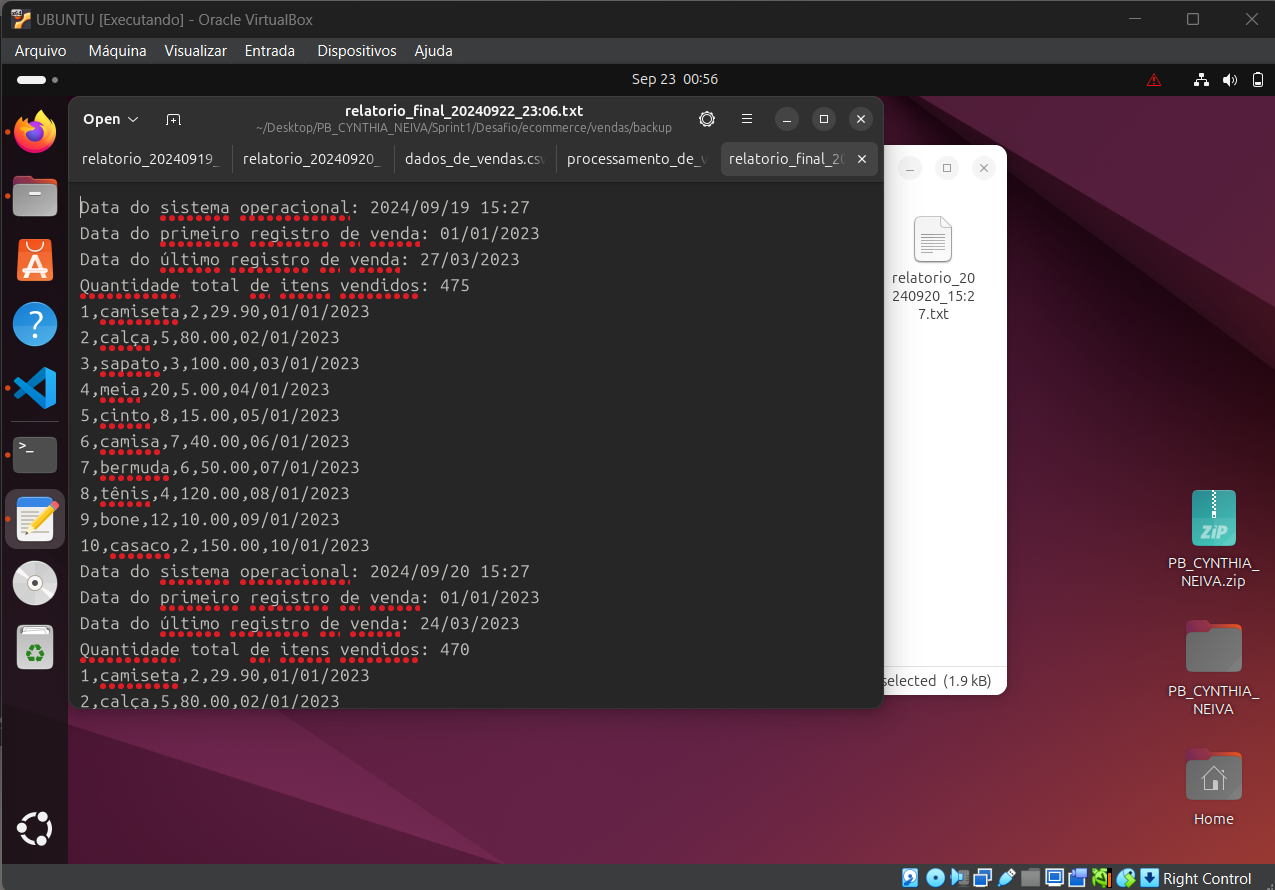 UBUNTU [Executando] - Oracle VirtualBox
Arquivo Máquina Visualizar Entrada Dispositivos Ajuda
Sep 23 00:56
Open
relatorio_final_20240922_23:06.txt
~/Desktop/PB_CYNTHIA_NEIVA/Sprint1/Desafio/ecommerce/vendas/backup
relatorio_20240919_ relatorio_20240920_ dados_de_vendas.csv processamento_de_v relatorio_final_20
Data do sistema operacional: 2024/09/19 15:27
Data do primeiro registro de venda: 01/01/2023
Data do último registro de venda: 27/03/2023
Quantidade total de itens vendidos: 475
1,camiseta,2,29.90,01/01/2023
2,calça,5,80.00,02/01/2023
3,sapato,3,100.00,03/01/2023
4,meia,20,5.00,04/01/2023
5,cinto,8,15.00,05/01/2023
6,camisa,7,40.00,06/01/2023
7,bermuda,6,50.00,07/01/2023
8,tênis,4,120.00,08/01/2023
9,bone,12,10.00,09/01/2023
10,casaco,2,150.00,10/01/2023
Data do sistema operacional: 2024/09/20 15:27
Data do primeiro registro de venda: 01/01/2023
Data do último registro de venda: 24/03/2023
Quantidade total de itens vendidos: 470
1,camiseta,2,29.90,01/01/2023
2,calça,5,80.00,02/01/2023
relatorio_20
240920_15:2
7.txt
selected (1.9 kB)
ZIP
PB_CYNTHIA_
NEIVA.zip
PB_CYNTHIA_
NEIVA
Home
Right Control